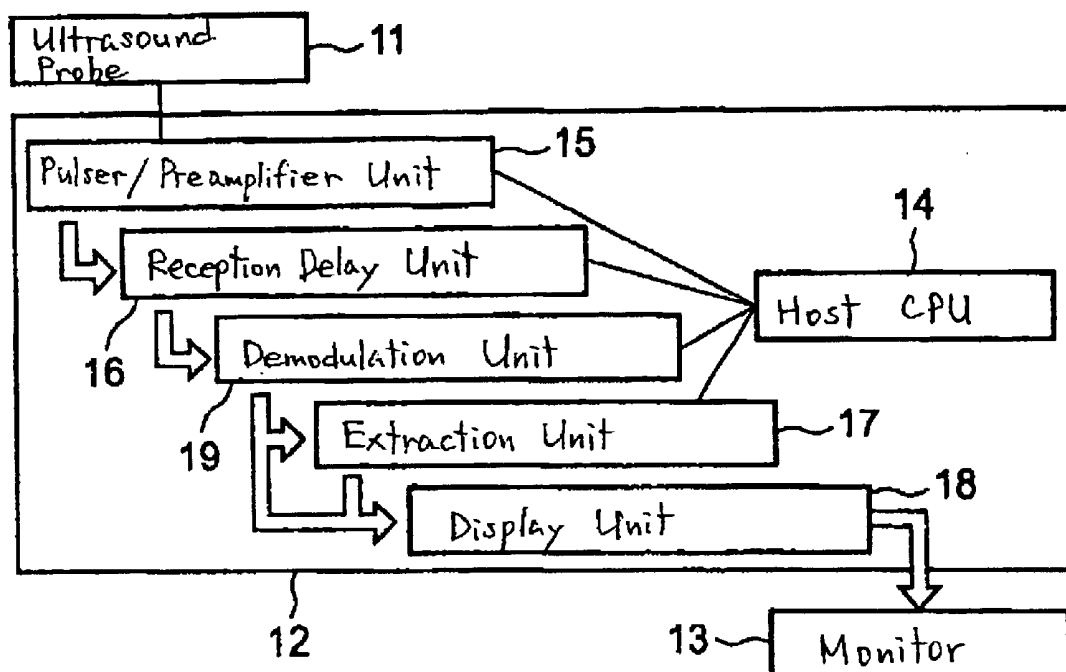 Ultrasound
Probe
11
Pulser/Preamplifier Unit
15
14
Reception Delay Unit
Host CPU
16
Demodulation Unit
19
Extraction Unit
17
18
Display Unit
12
13
Monitor